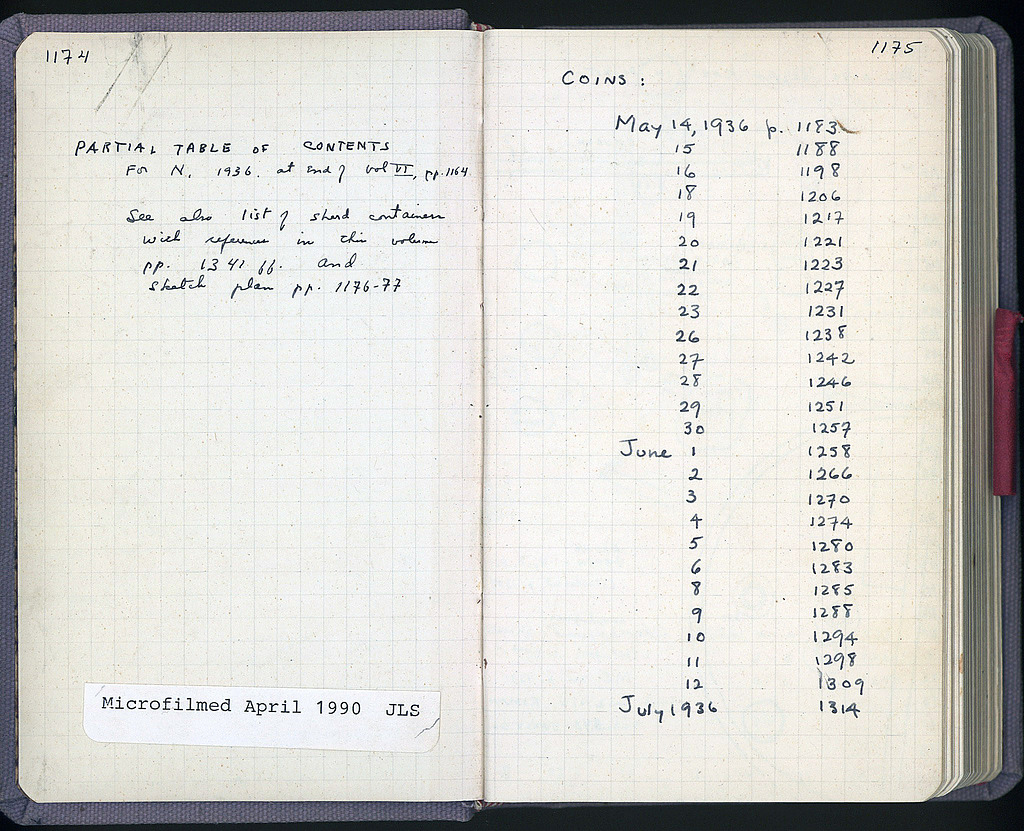 1174
PARTIAL TABLE OF CONTENTS
For N. 1936. at end of vol VI, pp. 1164
See also list of sherd containers
with references in this volume
pp. 1341 ff. and
sketch plan pp. 1176-77
Microfilmed April 1990 JLS
1175
COINS:
May 14, 1936 p. 1183
15 1188
16 1198
18 1206
19 1217
20 1221
21 1223
22 1227
23 1231
26 1238
27 1242
28 1246
29 1251
30 1257
June 1 1258
2 1266
3 1270
4 1274
5 1280
6 1283
8 1285
9 1288
10 1294
11 1298
12 1309
July 1936 1314